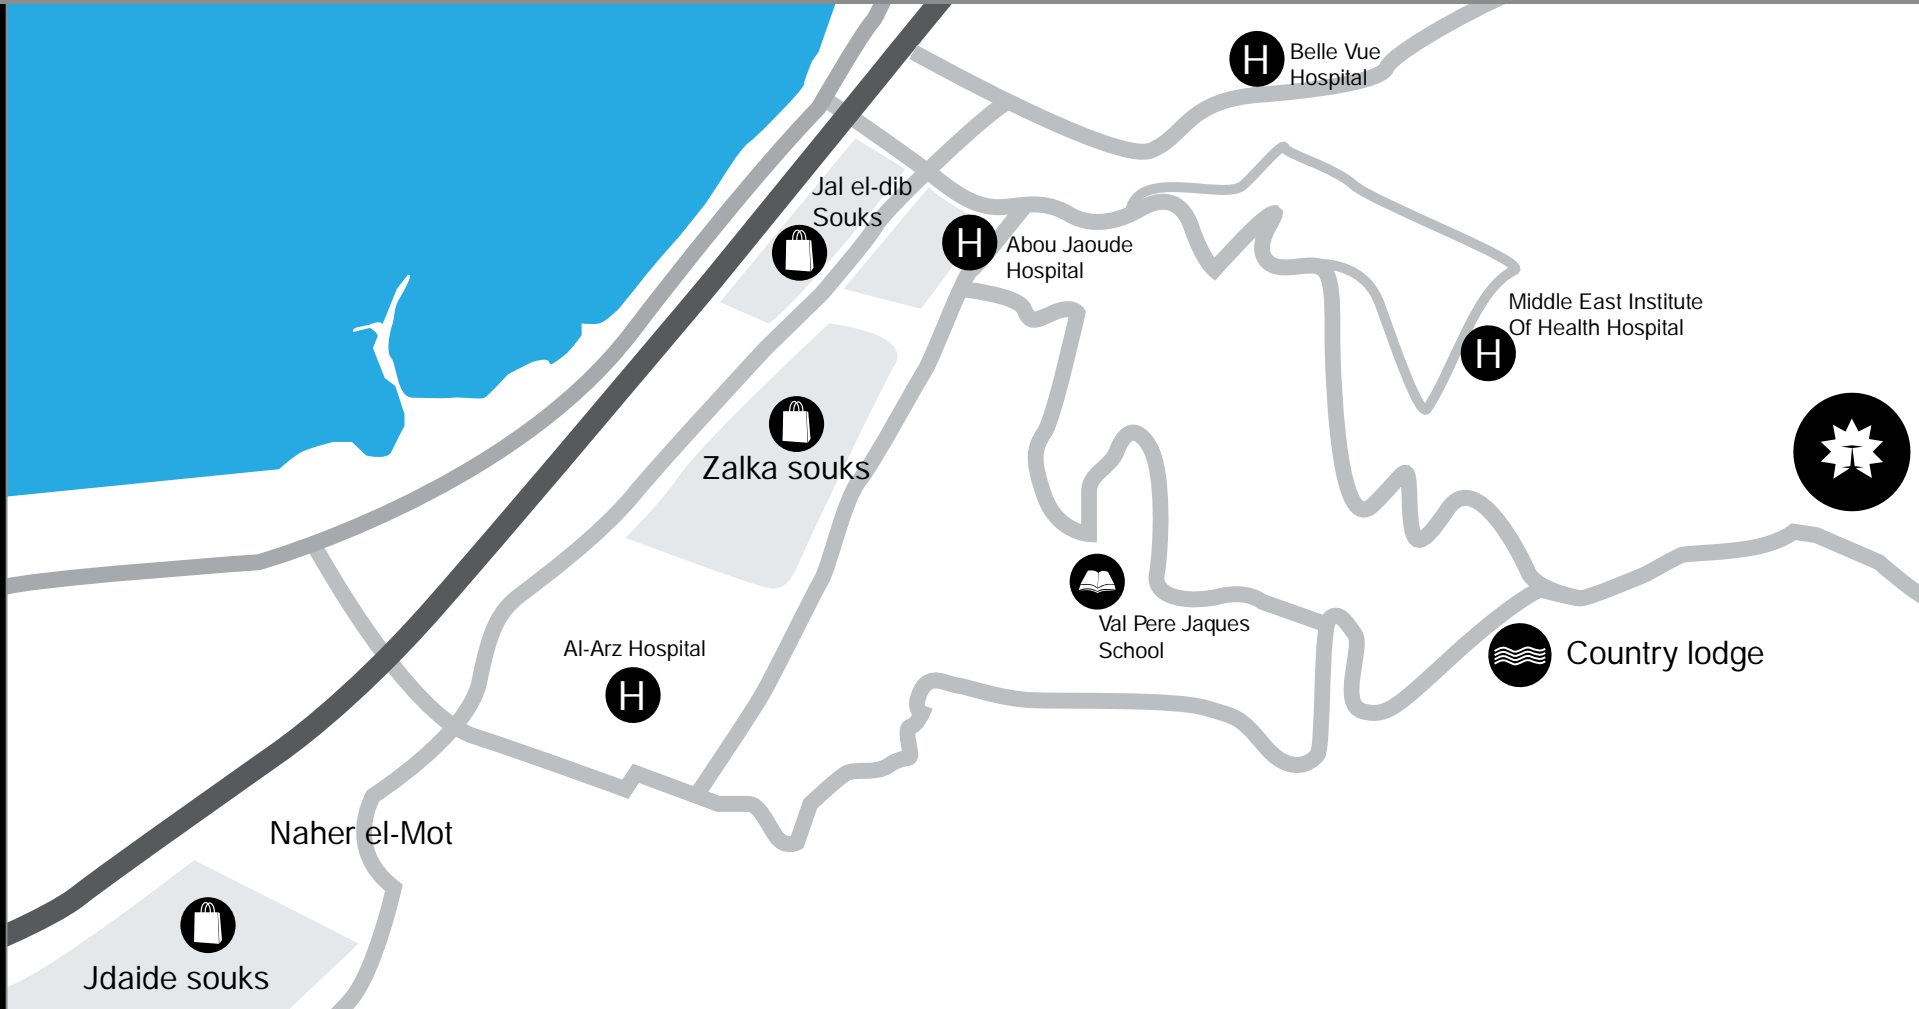 H
Belle Vue
Hospital
Jal el-dib
Souks
H
Abou Jaoude
Hospital
Middle East Institute
Of Health Hospital
H
Zalka souks
Val Pere Jaques
School
Al-Arz Hospital
H
Country lodge
Naher el-Mot
Jdaide souks